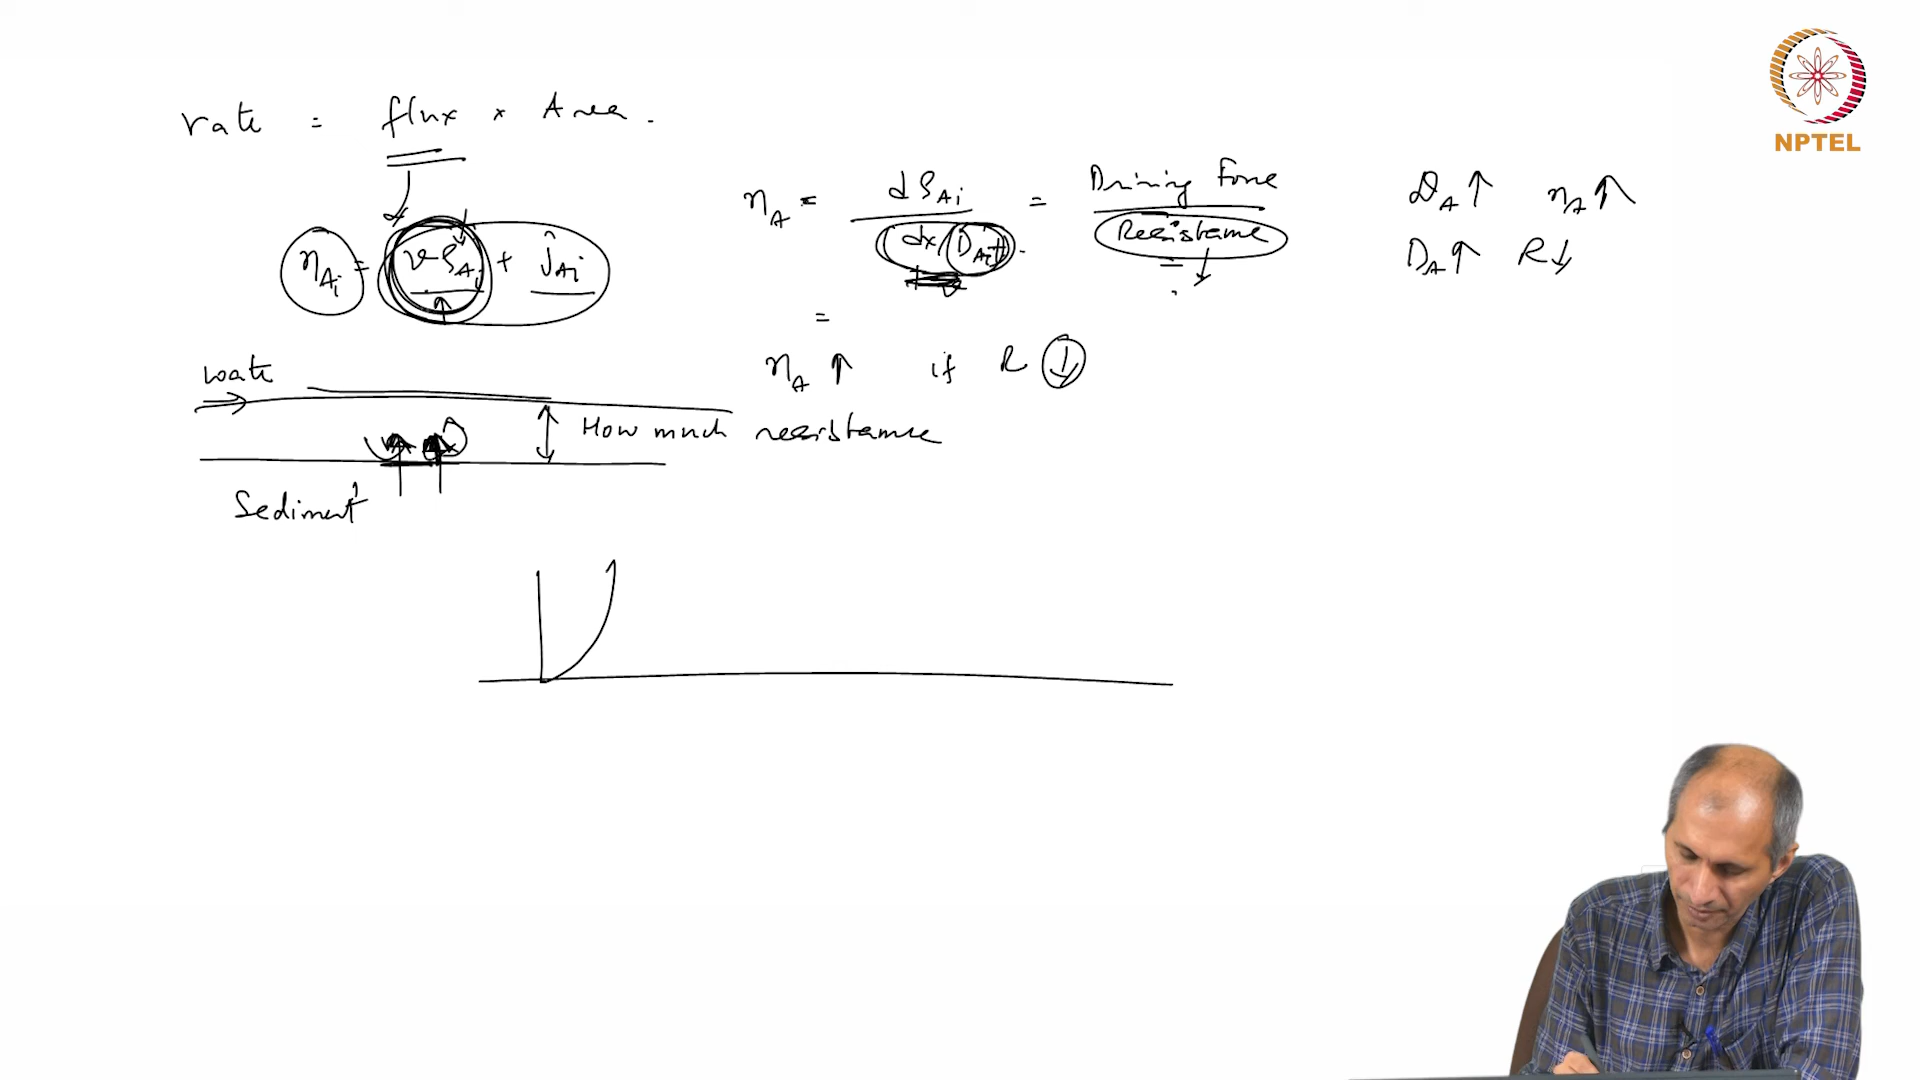 rate = flux × Area.
n_Ai = vρ_Ai + j_Ai
n_A = dρ_Ai / (dx/D_Ai) = Driving Force / Resistance
D_A↑ n_A↑
D_A↑ R↓
=
n_A ↑ if R ↓
wate
How much resistance
Sediment
NPTEL